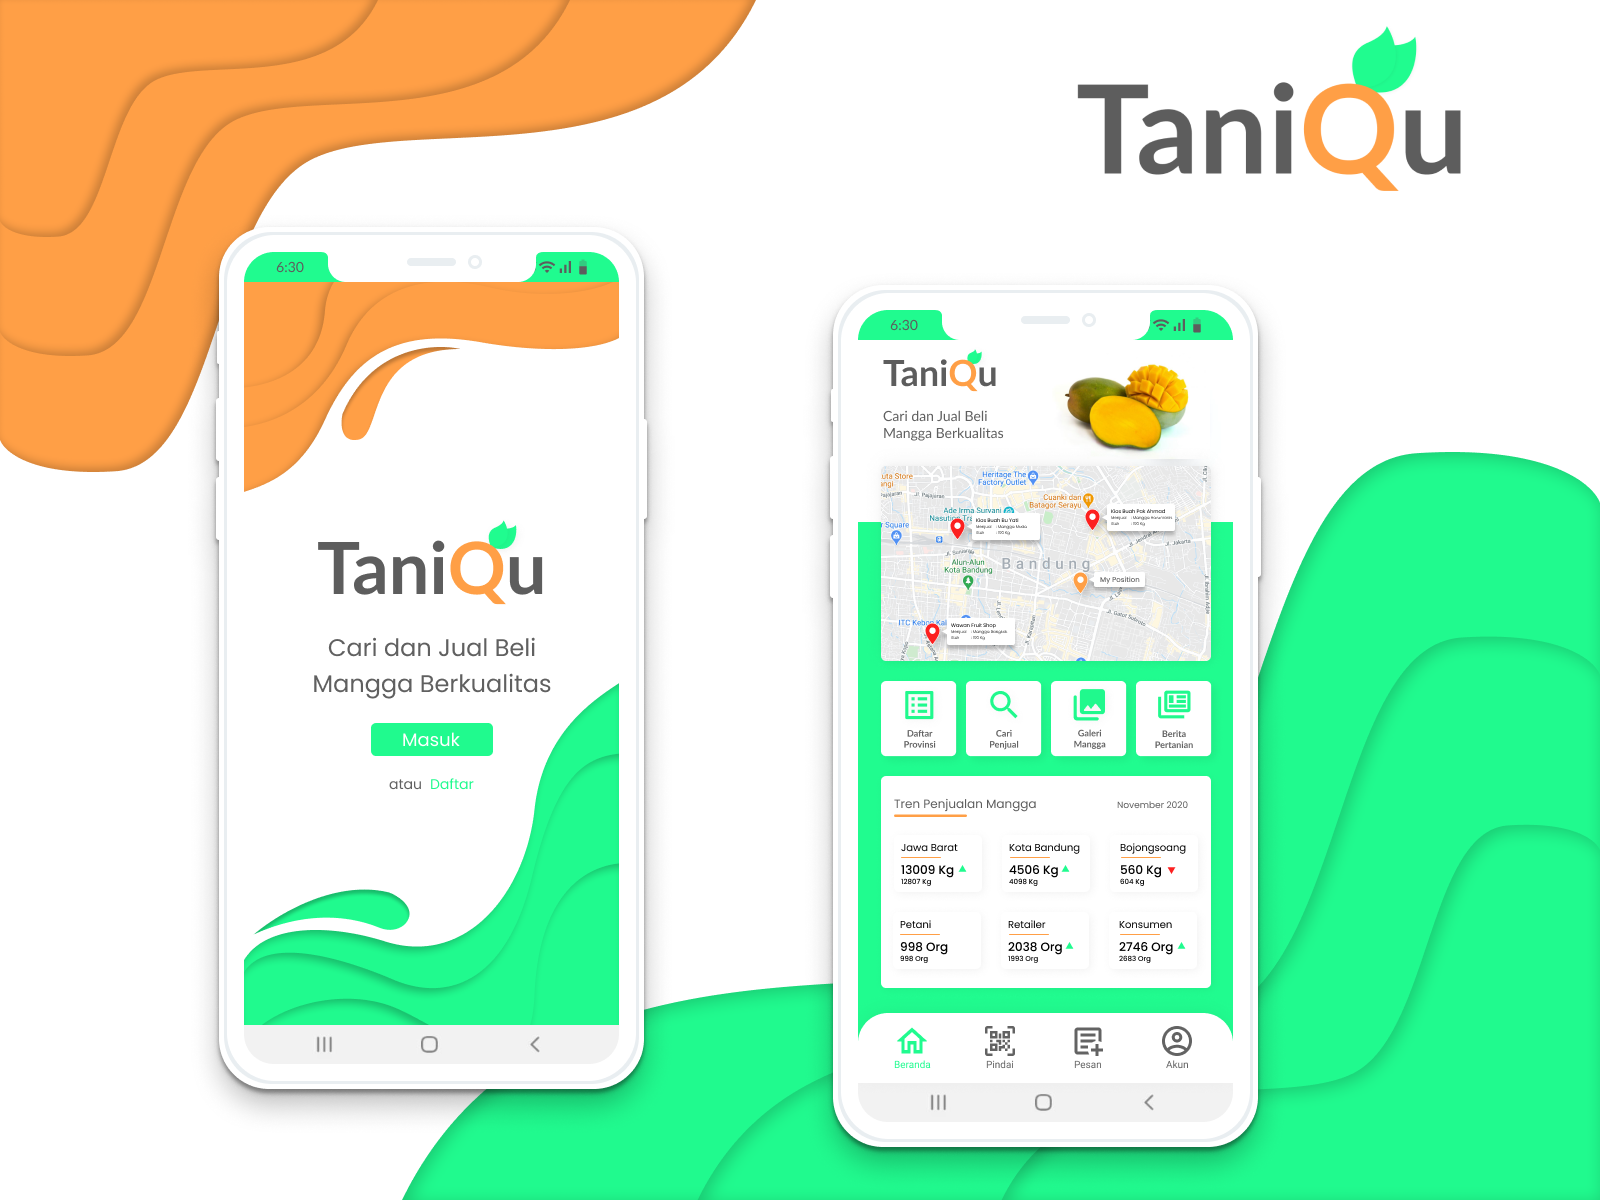 TaniQu
6:30
TaniQu
Cari dan Jual Beli
Mangga Berkualitas
Masuk
atau Daftar
6:30
TaniQu
Cari dan Jual Beli
Mangga Berkualitas
uta Store
Heritage The
Factory Outlet
Jl. Pajajaran
Cuanki dan
Batagor Serayu
Ade Irma Suryani
Kios Buah Bu Yati
Kios Buah Pak Ahmad
r Square
Alun-Alun
Kota Bandung
Bandung
My Position
ITC Kebon
Wawan Fruit Shop
Daftar
Provinsi
Cari
Penjual
Galeri
Mangga
Berita
Pertanian
Tren Penjualan Mangga
November 2020
Jawa Barat
13009 Kg
12807 Kg
Kota Bandung
4506 Kg
4098 Kg
Bojongsoang
560 Kg
604 Kg
Petani
998 Org
998 Org
Retailer
2038 Org
1993 Org
Konsumen
2746 Org
2683 Org
Beranda
Pindai
Pesan
Akun